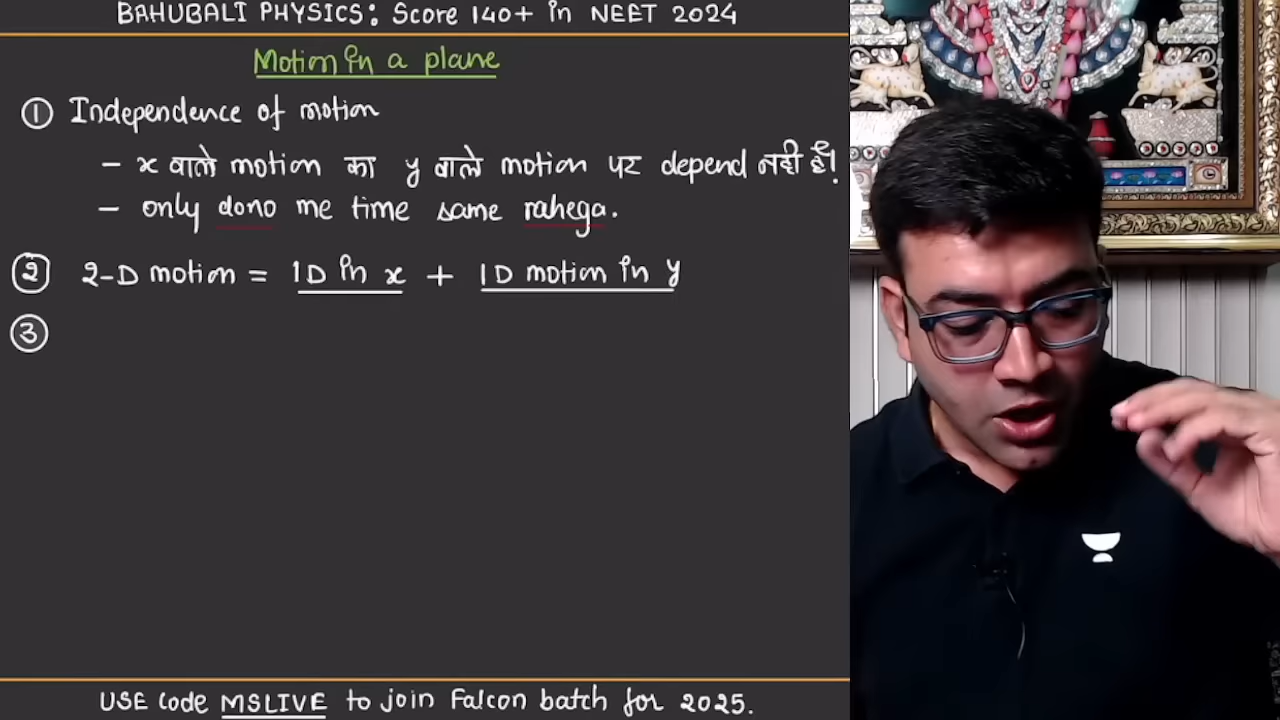 BAHUBALI PHYSICS: Score 140+ in NEET 2024
Motion in a plane
① Independence of motion
– x वाले motion का y वाले motion पर depend नही है!
– only dono me time same rahega.
② 2-D motion = 1D in x + 1D motion in y
③
USE Code MSLIVE to join Falcon batch for 2025.